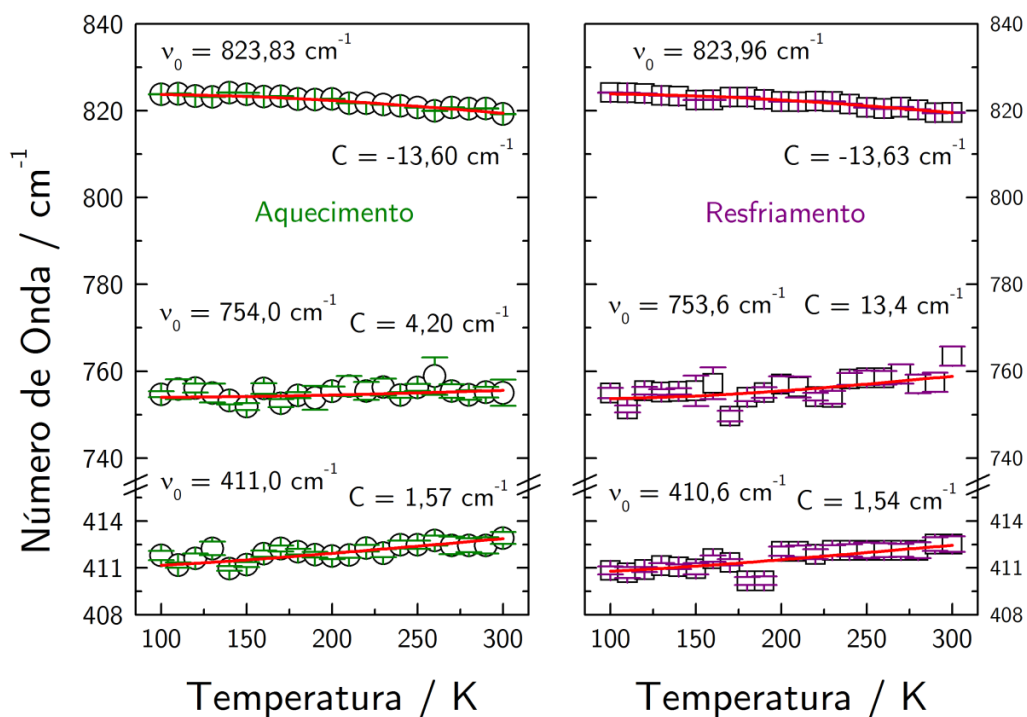 Número de Onda / cm⁻¹
840
820
800
780
760
740
414
411
408
ν₀ = 823,83 cm⁻¹
C = -13,60 cm⁻¹
Aquecimento
ν₀ = 754,0 cm⁻¹
C = 4,20 cm⁻¹
ν₀ = 411,0 cm⁻¹
C = 1,57 cm⁻¹
100 150 200 250 300
Temperatura / K
ν₀ = 823,96 cm⁻¹
C = -13,63 cm⁻¹
Resfriamento
ν₀ = 753,6 cm⁻¹
C = 13,4 cm⁻¹
ν₀ = 410,6 cm⁻¹
C = 1,54 cm⁻¹
840
820
800
780
760
740
414
411
408
100 150 200 250 300
Temperatura / K